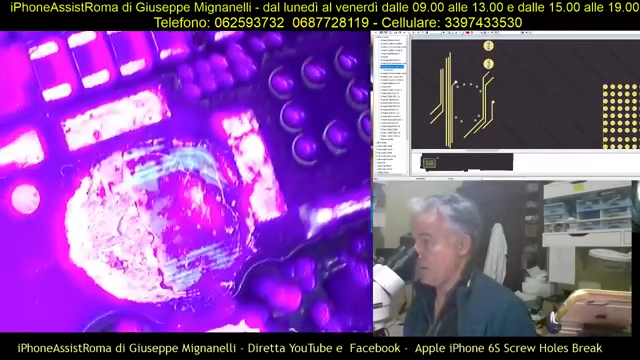 iPhoneAssistRoma di Giuseppe Mignanelli - dal lunedì al venerdì dalle 09.00 alle 13.00 e dalle 15.00 alle 19.00
Telefono: 062593732 0687728119 - Cellulare: 3397433530
iPhoneAssistRoma di Giuseppe Mignanelli - Diretta YouTube e Facebook - Apple iPhone 6S Screw Holes Break